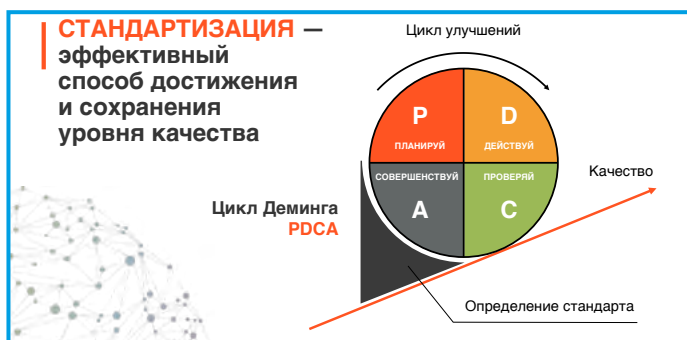 СТАНДАРТИЗАЦИЯ —
эффективный
способ достижения
и сохранения
уровня качества
Цикл улучшений
P
ПЛАНИРУЙ
D
ДЕЙСТВУЙ
СОВЕРШЕНСТВУЙ
A
ПРОВЕРЯЙ
C
Качество
Цикл Деминга
PDCA
Определение стандарта